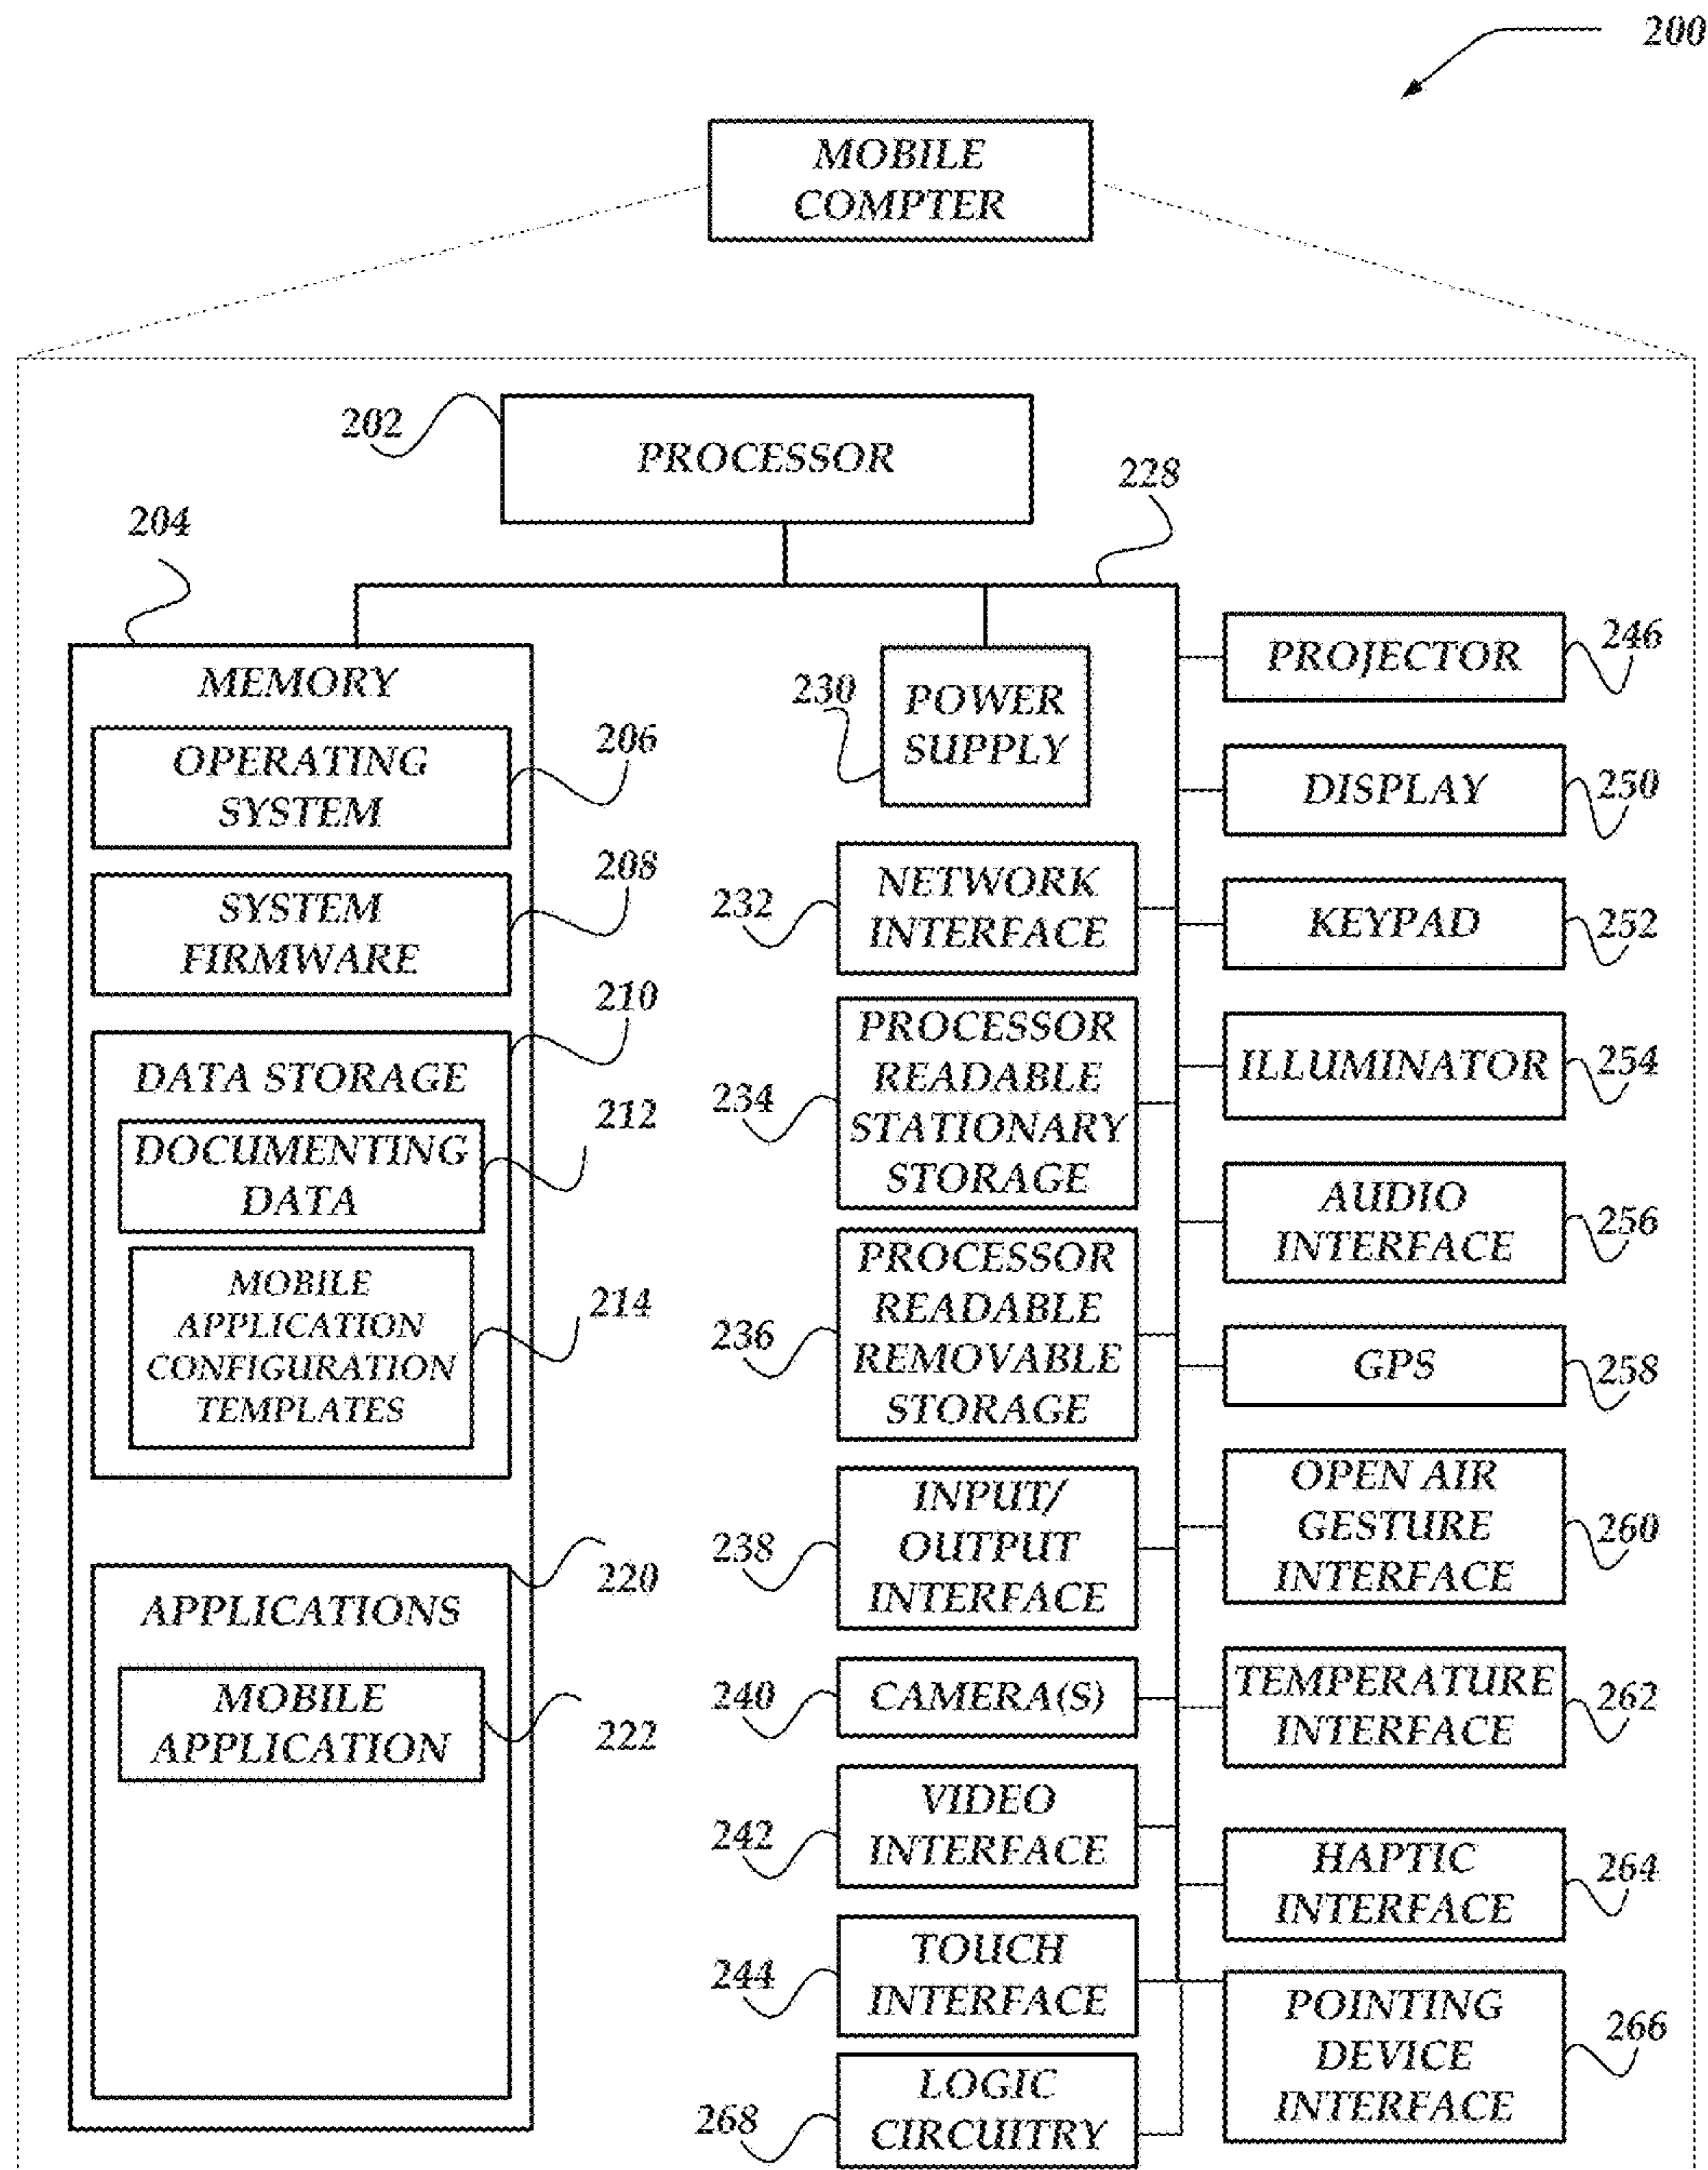 200
MOBILE
COMPTER
202
PROCESSOR
228
204
MEMORY
OPERATING
SYSTEM
206
SYSTEM
FIRMWARE
208
210
DATA STORAGE
DOCUMENTING
DATA
212
MOBILE
APPLICATION
CONFIGURATION
TEMPLATES
214
220
APPLICATIONS
MOBILE
APPLICATION
222
230
POWER
SUPPLY
232
NETWORK
INTERFACE
234
PROCESSOR
READABLE
STATIONARY
STORAGE
236
PROCESSOR
READABLE
REMOVABLE
STORAGE
238
INPUT/
OUTPUT
INTERFACE
240
CAMERA(S)
242
VIDEO
INTERFACE
244
TOUCH
INTERFACE
268
LOGIC
CIRCUITRY
PROJECTOR
246
DISPLAY
250
KEYPAD
252
ILLUMINATOR
254
AUDIO
INTERFACE
256
GPS
258
OPEN AIR
GESTURE
INTERFACE
260
TEMPERATURE
INTERFACE
262
HAPTIC
INTERFACE
264
POINTING
DEVICE
INTERFACE
266